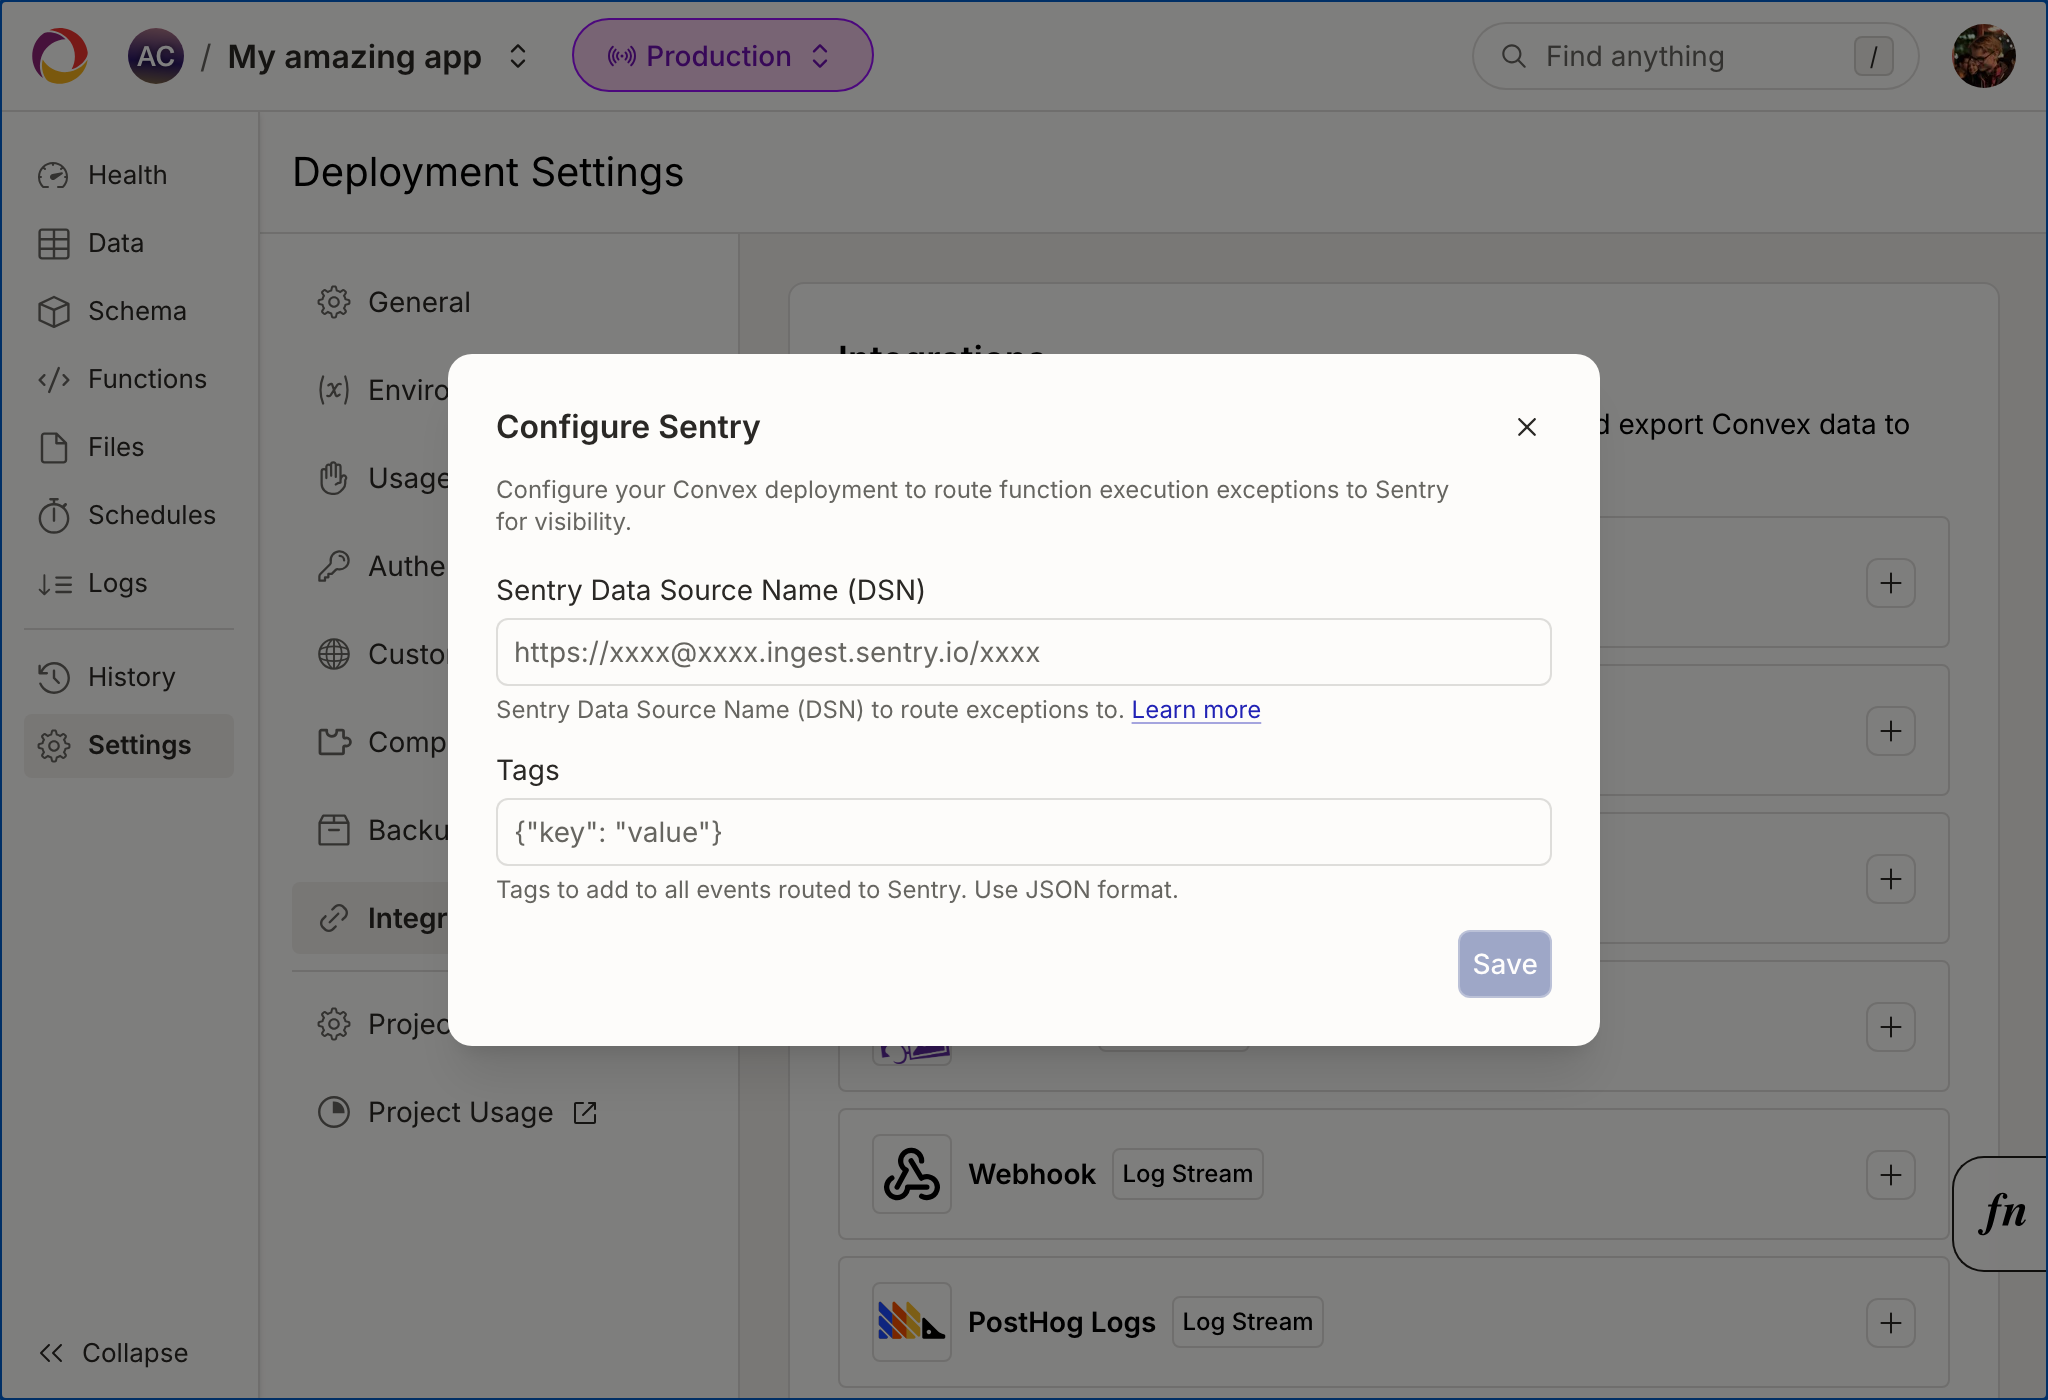 AC / My amazing app
Production
Find anything
/
Health
Data
Schema
Functions
Files
Schedules
Logs
History
Settings
Collapse
Deployment Settings
General
Enviro
Usage
Authe
Custo
Comp
Backu
Integr
Projec
Project Usage
d export Convex data to
Configure Sentry
Configure your Convex deployment to route function execution exceptions to Sentry
for visibility.
Sentry Data Source Name (DSN)
https://xxxx@xxxx.ingest.sentry.io/xxxx
Sentry Data Source Name (DSN) to route exceptions to. Learn more
Tags
{"key": "value"}
Tags to add to all events routed to Sentry. Use JSON format.
Save
Webhook Log Stream
PostHog Logs Log Stream
fn